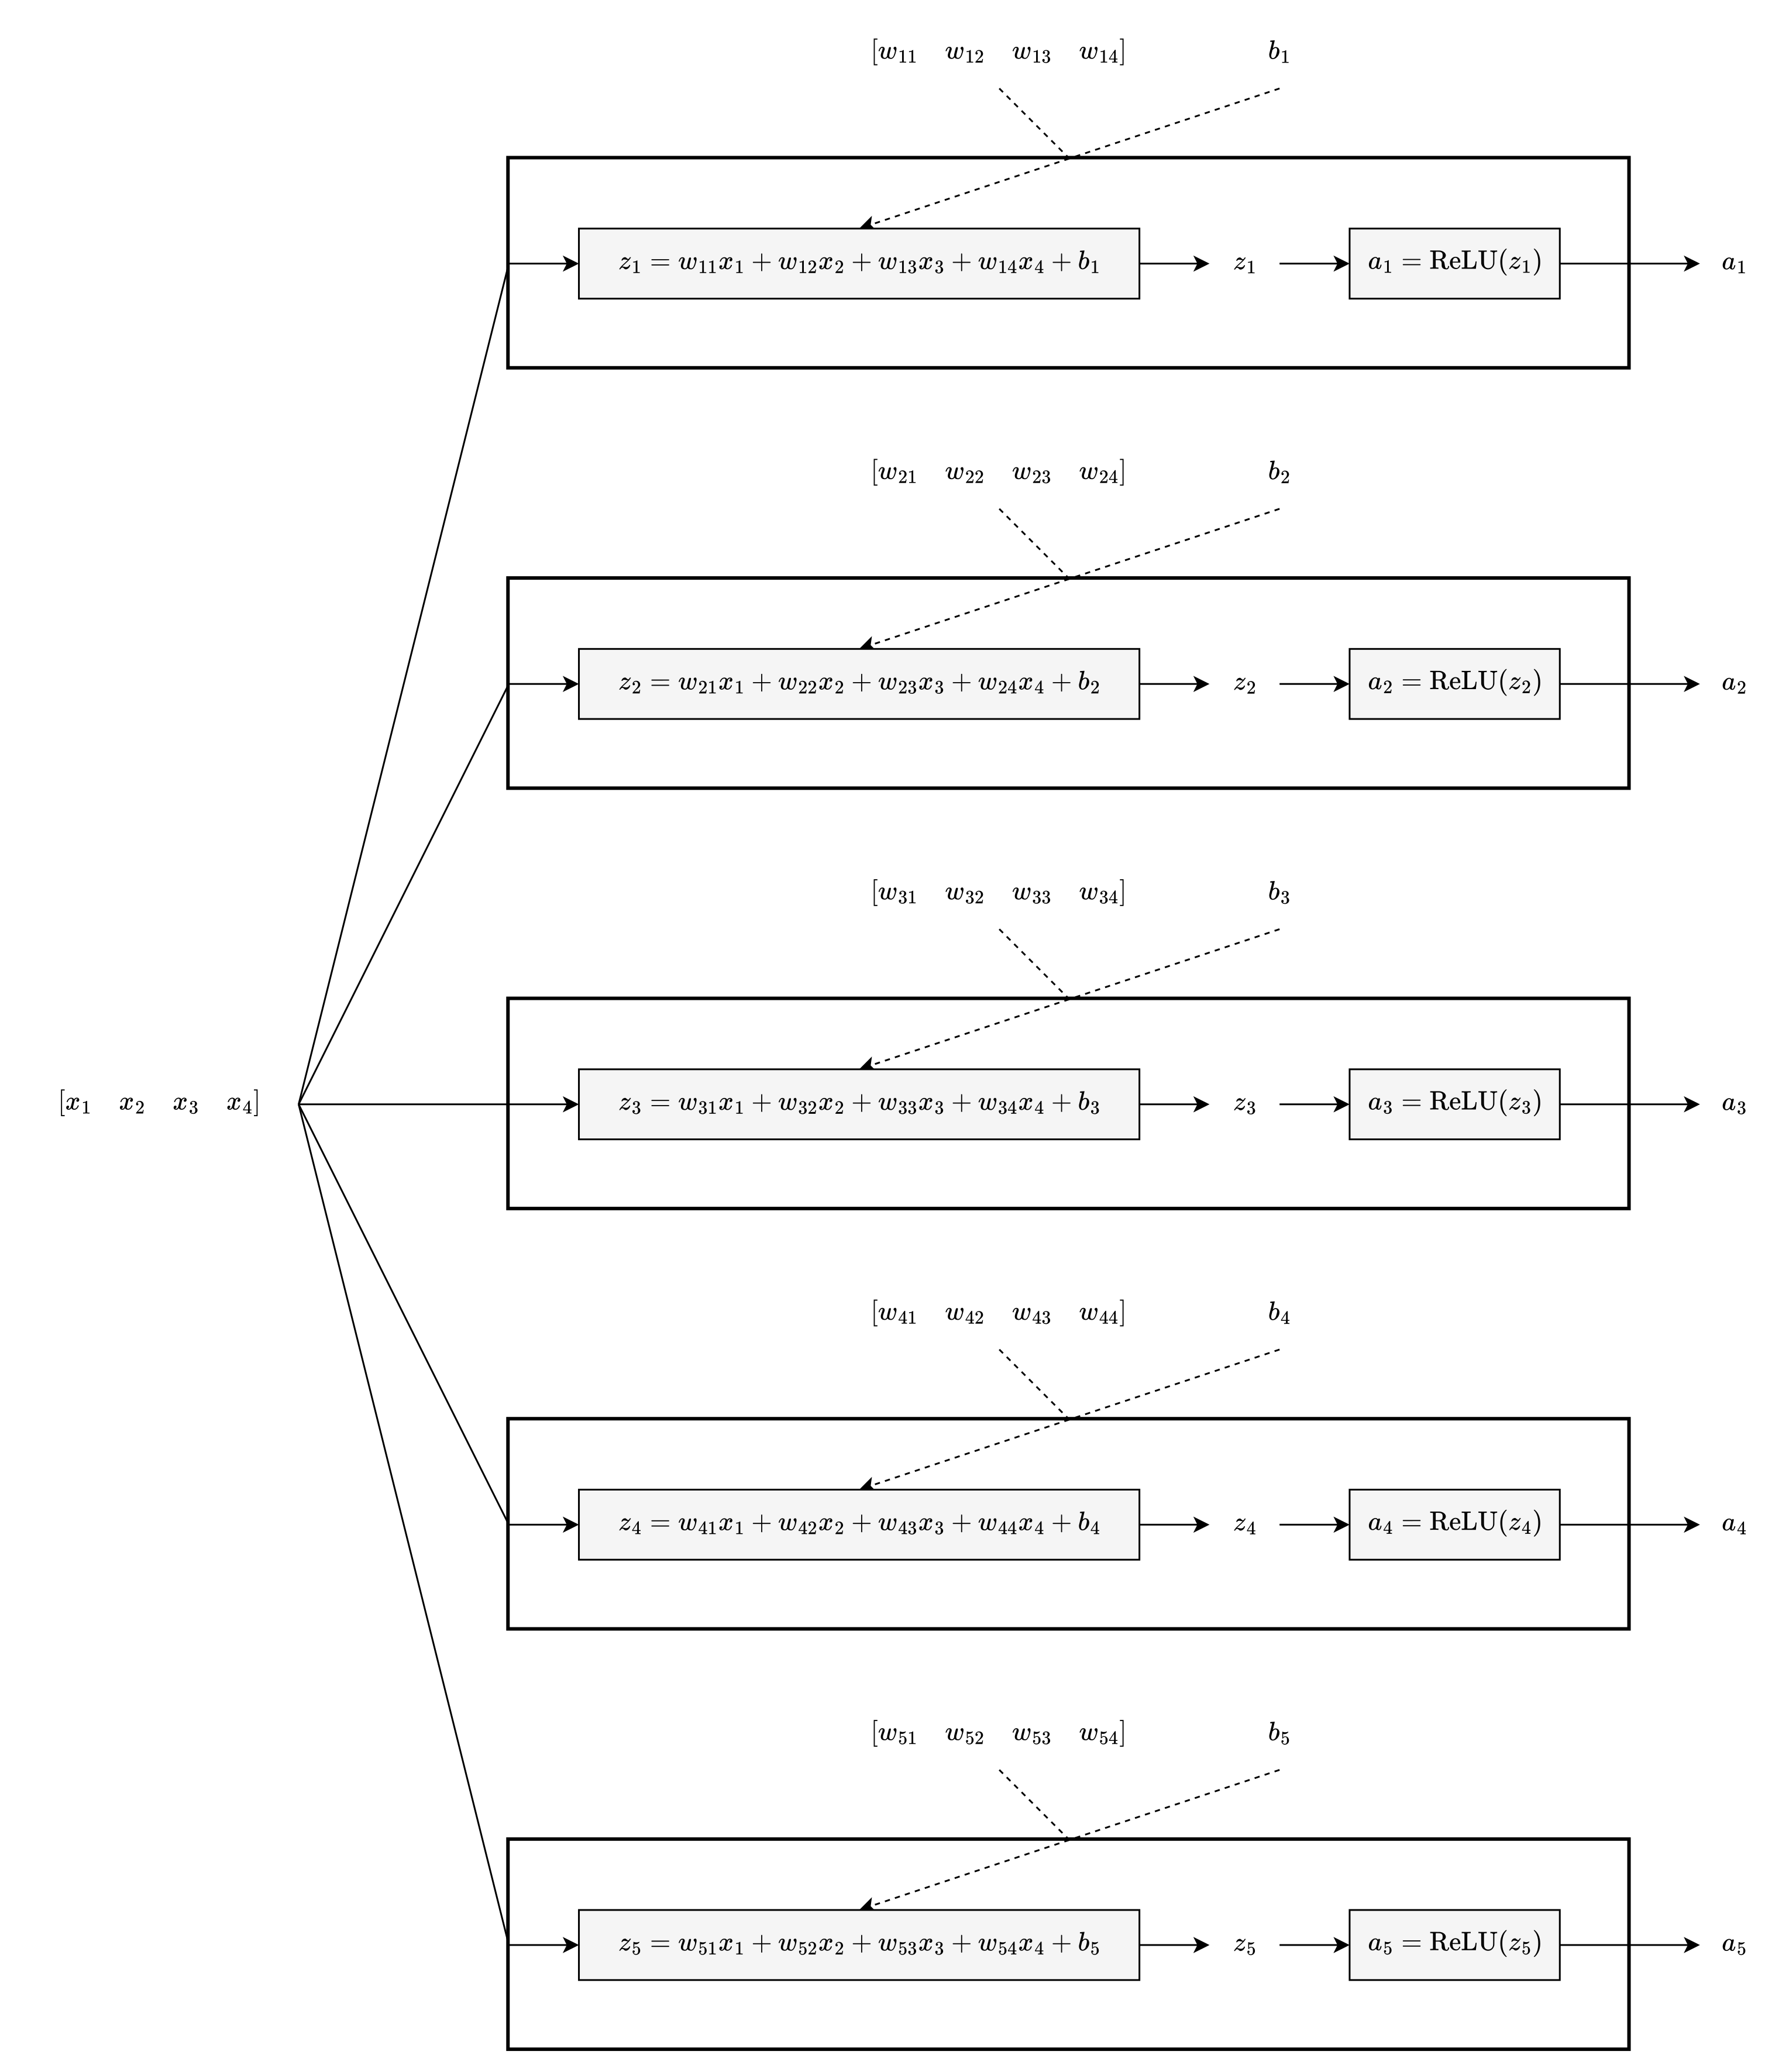 [w₁₁ w₁₂ w₁₃ w₁₄] b₁
z₁ = w₁₁x₁ + w₁₂x₂ + w₁₃x₃ + w₁₄x₄ + b₁ z₁ a₁ = ReLU(z₁) a₁
[w₂₁ w₂₂ w₂₃ w₂₄] b₂
z₂ = w₂₁x₁ + w₂₂x₂ + w₂₃x₃ + w₂₄x₄ + b₂ z₂ a₂ = ReLU(z₂) a₂
[w₃₁ w₃₂ w₃₃ w₃₄] b₃
[x₁ x₂ x₃ x₄] z₃ = w₃₁x₁ + w₃₂x₂ + w₃₃x₃ + w₃₄x₄ + b₃ z₃ a₃ = ReLU(z₃) a₃
[w₄₁ w₄₂ w₄₃ w₄₄] b₄
z₄ = w₄₁x₁ + w₄₂x₂ + w₄₃x₃ + w₄₄x₄ + b₄ z₄ a₄ = ReLU(z₄) a₄
[w₅₁ w₅₂ w₅₃ w₅₄] b₅
z₅ = w₅₁x₁ + w₅₂x₂ + w₅₃x₃ + w₅₄x₄ + b₅ z₅ a₅ = ReLU(z₅) a₅